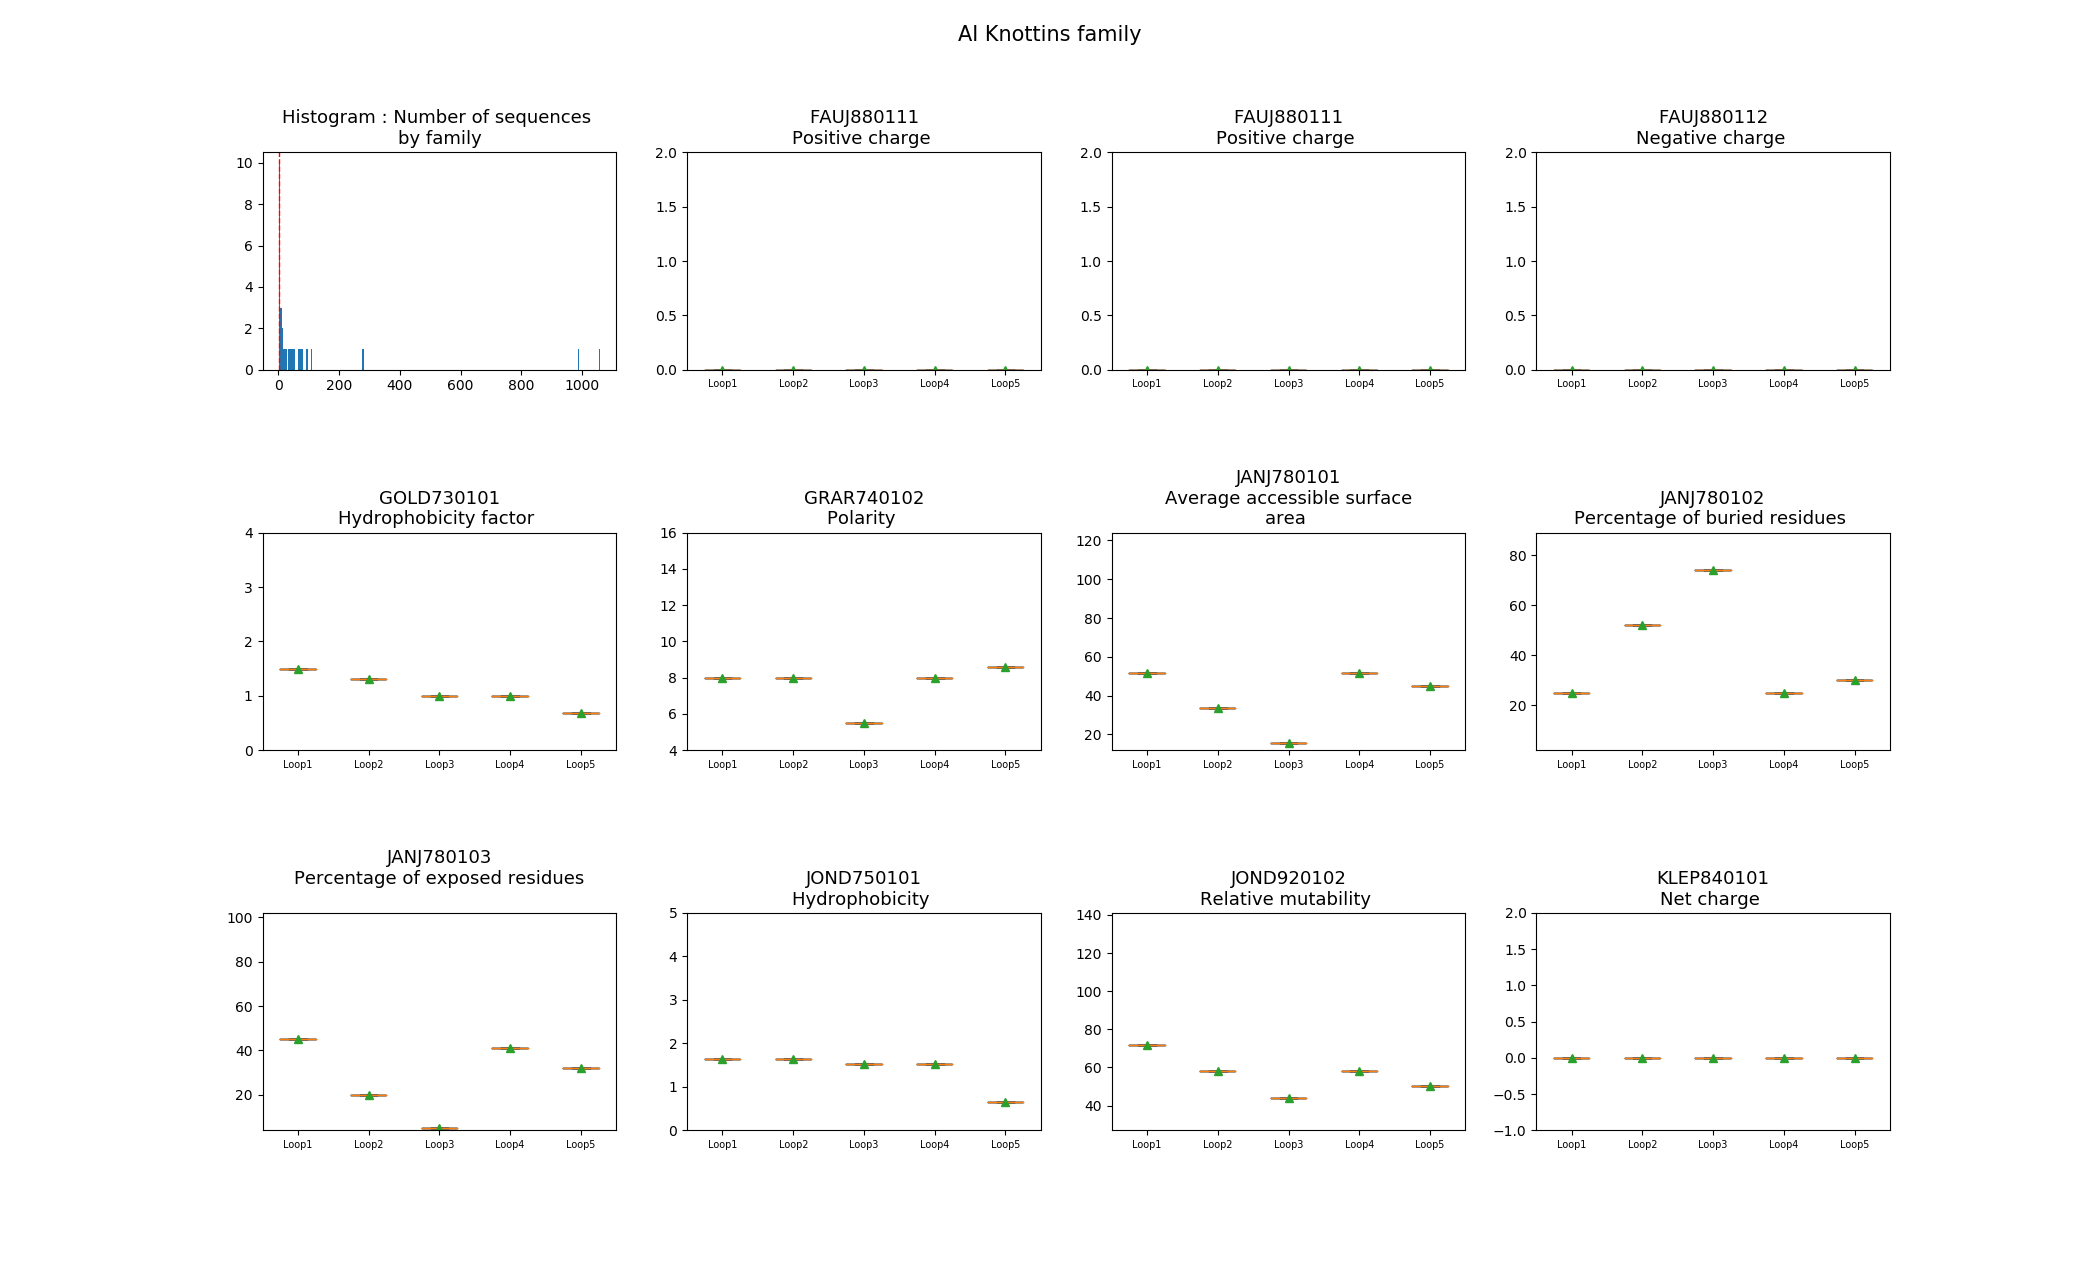 AI Knottins family
Histogram : Number of sequences
by family
10
8
6
4
2
0
0 200 400 600 800 1000
FAUJ880111
Positive charge
2.0
1.5
1.0
0.5
0.0
Loop1 Loop2 Loop3 Loop4 Loop5
FAUJ880111
Positive charge
2.0
1.5
1.0
0.5
0.0
Loop1 Loop2 Loop3 Loop4 Loop5
FAUJ880112
Negative charge
2.0
1.5
1.0
0.5
0.0
Loop1 Loop2 Loop3 Loop4 Loop5
GOLD730101
Hydrophobicity factor
4
3
2
1
0
Loop1 Loop2 Loop3 Loop4 Loop5
GRAR740102
Polarity
16
14
12
10
8
6
4
Loop1 Loop2 Loop3 Loop4 Loop5
JANJ780101
Average accessible surface
area
120
100
80
60
40
20
Loop1 Loop2 Loop3 Loop4 Loop5
JANJ780102
Percentage of buried residues
80
60
40
20
Loop1 Loop2 Loop3 Loop4 Loop5
JANJ780103
Percentage of exposed residues
100
80
60
40
20
Loop1 Loop2 Loop3 Loop4 Loop5
JOND750101
Hydrophobicity
5
4
3
2
1
0
Loop1 Loop2 Loop3 Loop4 Loop5
JOND920102
Relative mutability
140
120
100
80
60
40
Loop1 Loop2 Loop3 Loop4 Loop5
KLEP840101
Net charge
2.0
1.5
1.0
0.5
0.0
−0.5
−1.0
Loop1 Loop2 Loop3 Loop4 Loop5